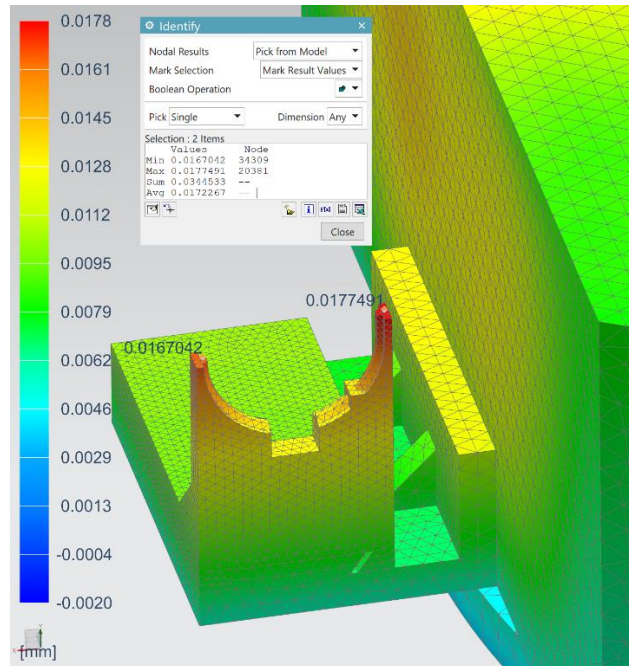 0.0178
0.0161
0.0145
0.0128
0.0112
0.0095
0.0079
0.0062
0.0046
0.0029
0.0013
-0.0004
-0.0020
[mm]
Identify
Nodal Results Pick from Model
Mark Selection Mark Result Values
Boolean Operation
Pick Single Dimension Any
Selection : 2 Items
Values Node
Min 0.0167042 34309
Max 0.0177491 20381
Sum 0.0344533 --
Avg 0.0172267 --
Close
0.0177491
0.0167042